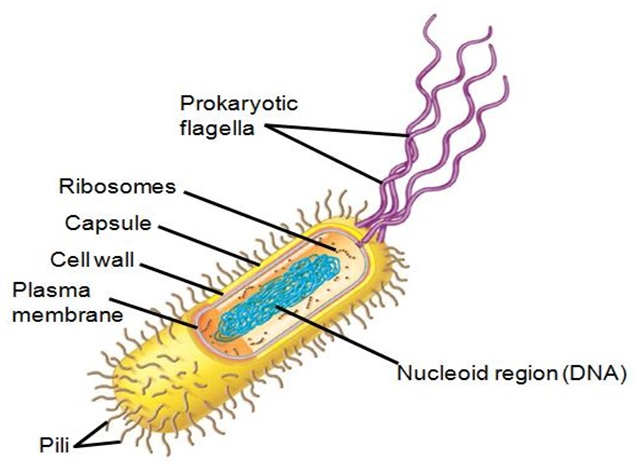 Prokaryotic
flagella
Ribosomes
Capsule
Cell wall
Plasma
membrane
Nucleoid region (DNA)
Pili